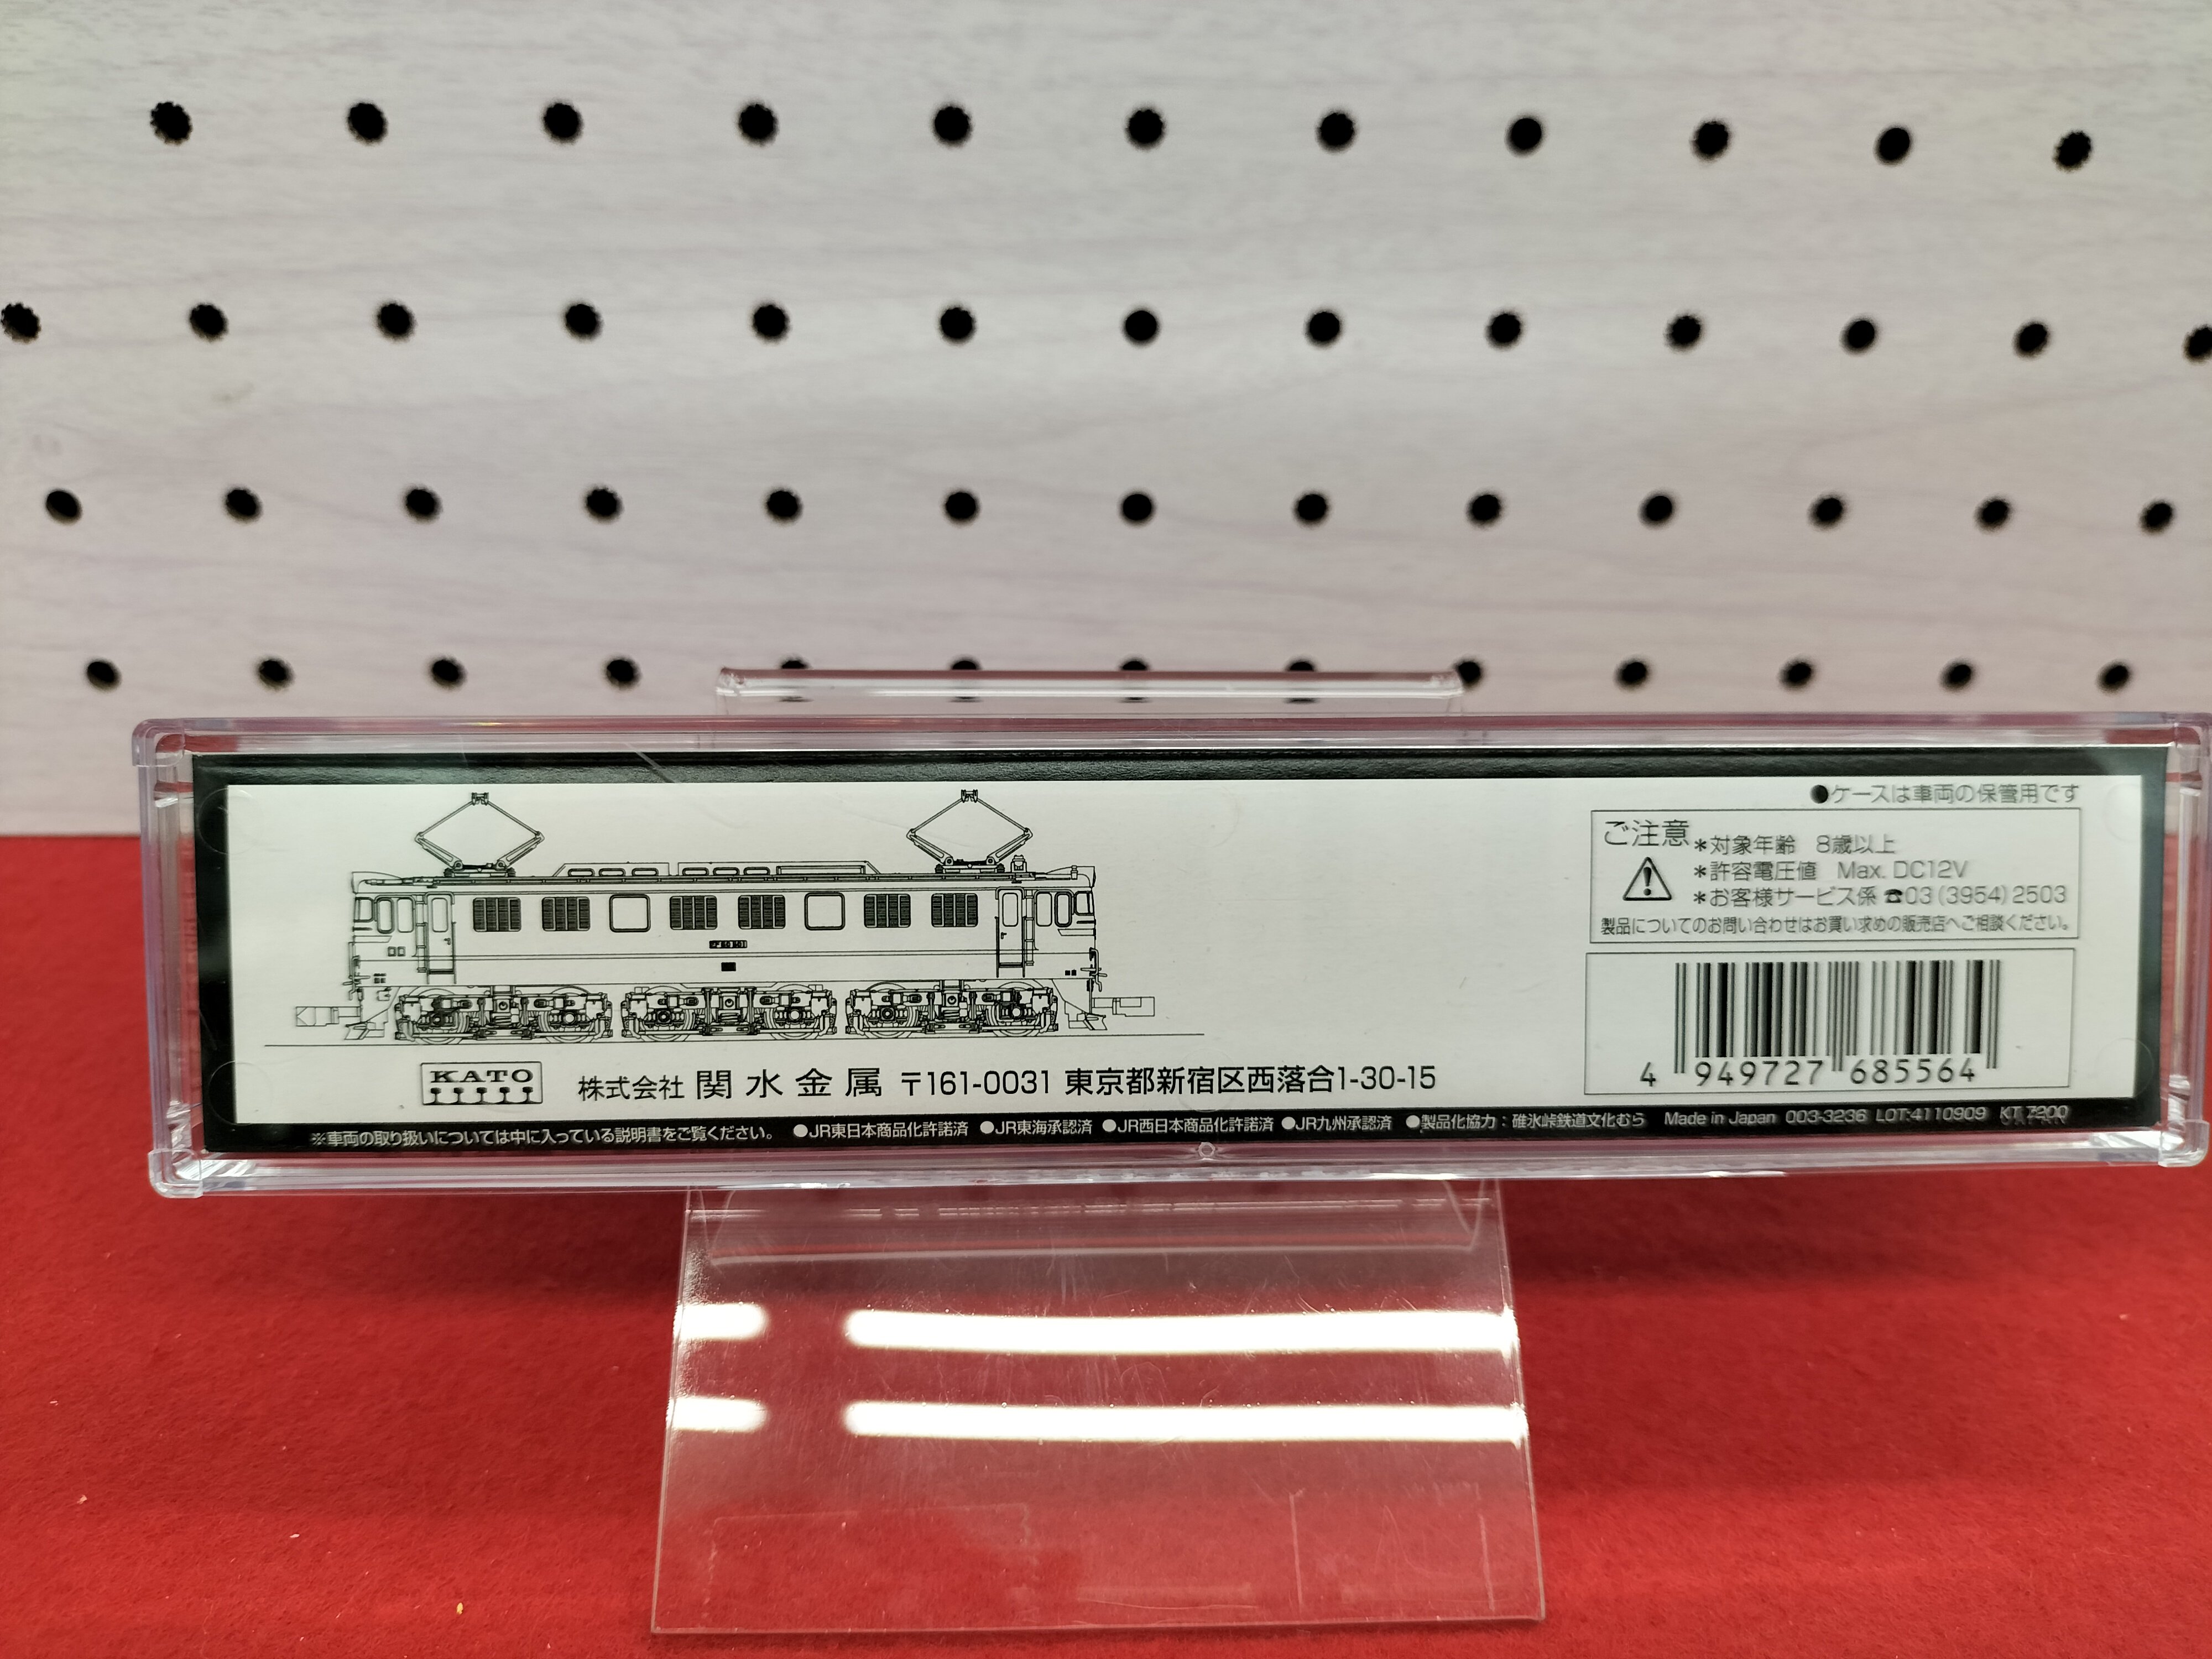 ●ケースは車両の保管用です
ご注意
*対象年齢 8歳以上
*許容電圧値 Max. DC12V
*お客様サービス係 ☎03(3954)2503
製品についてのお問い合わせはお買い求めの販売店へご相談ください。
4 949727 685564
KATO
株式会社 関水金属 〒161-0031 東京都新宿区西落合1-30-15
※車両の取り扱いについては中に入っている説明書をご覧ください。 ●JR東日本商品化許諾済 ●JR東海承認済 ●JR西日本商品化許諾済 ●JR九州承認済 ●製品化協力：碓氷峠鉄道文化むら Made in Japan 003-3236 LOT:4110909 KT 7200